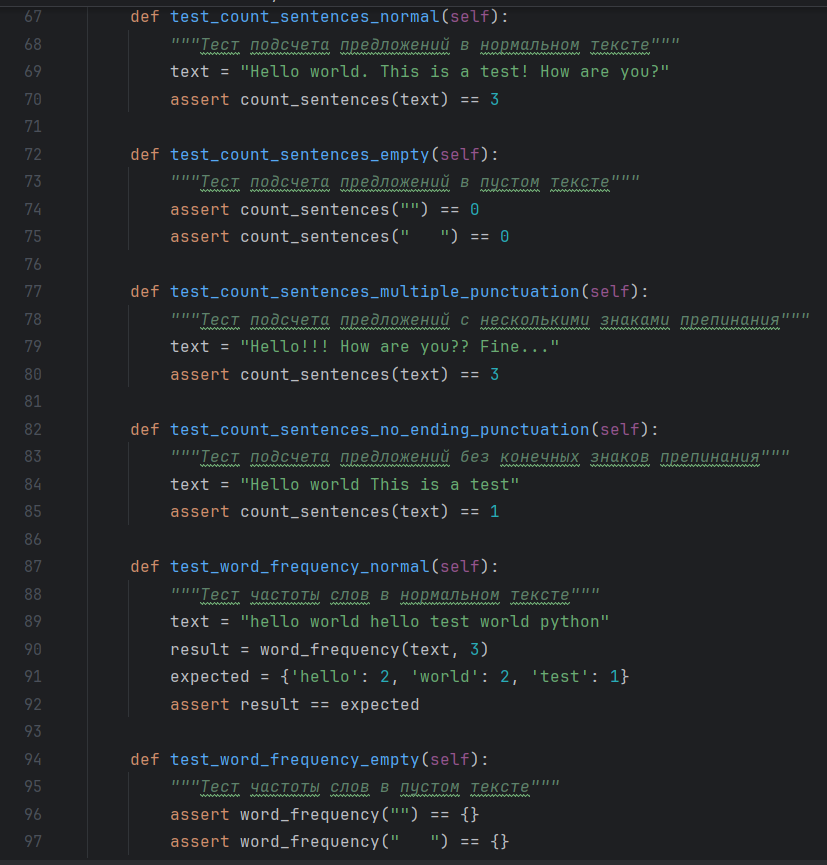 67 def test_count_sentences_normal(self):
68 """Тест подсчета предложений в нормальном тексте"""
69 text = "Hello world. This is a test! How are you?"
70 assert count_sentences(text) == 3
71
72 def test_count_sentences_empty(self):
73 """Тест подсчета предложений в пустом тексте"""
74 assert count_sentences("") == 0
75 assert count_sentences("   ") == 0
76
77 def test_count_sentences_multiple_punctuation(self):
78 """Тест подсчета предложений с несколькими знаками препинания"""
79 text = "Hello!!! How are you?? Fine..."
80 assert count_sentences(text) == 3
81
82 def test_count_sentences_no_ending_punctuation(self):
83 """Тест подсчета предложений без конечных знаков препинания"""
84 text = "Hello world This is a test"
85 assert count_sentences(text) == 1
86
87 def test_word_frequency_normal(self):
88 """Тест частоты слов в нормальном тексте"""
89 text = "hello world hello test world python"
90 result = word_frequency(text, 3)
91 expected = {'hello': 2, 'world': 2, 'test': 1}
92 assert result == expected
93
94 def test_word_frequency_empty(self):
95 """Тест частоты слов в пустом тексте"""
96 assert word_frequency("") == {}
97 assert word_frequency("   ") == {}